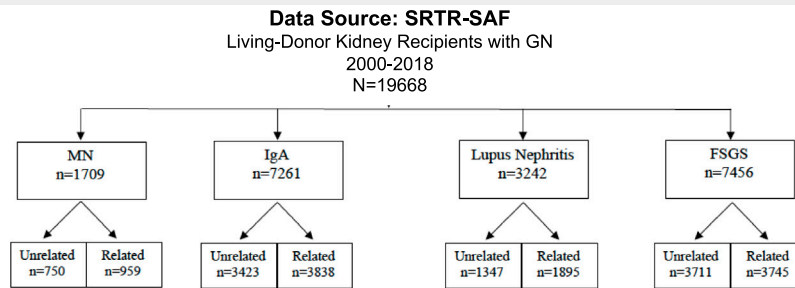 Data Source: SRTR-SAF
Living-Donor Kidney Recipients with GN
2000-2018
N=19668
MN
n=1709
IgA
n=7261
Lupus Nephritis
n=3242
FSGS
n=7456
Unrelated
n=750
Related
n=959
Unrelated
n=3423
Related
n=3838
Unrelated
n=1347
Related
n=1895
Unrelated
n=3711
Related
n=3745